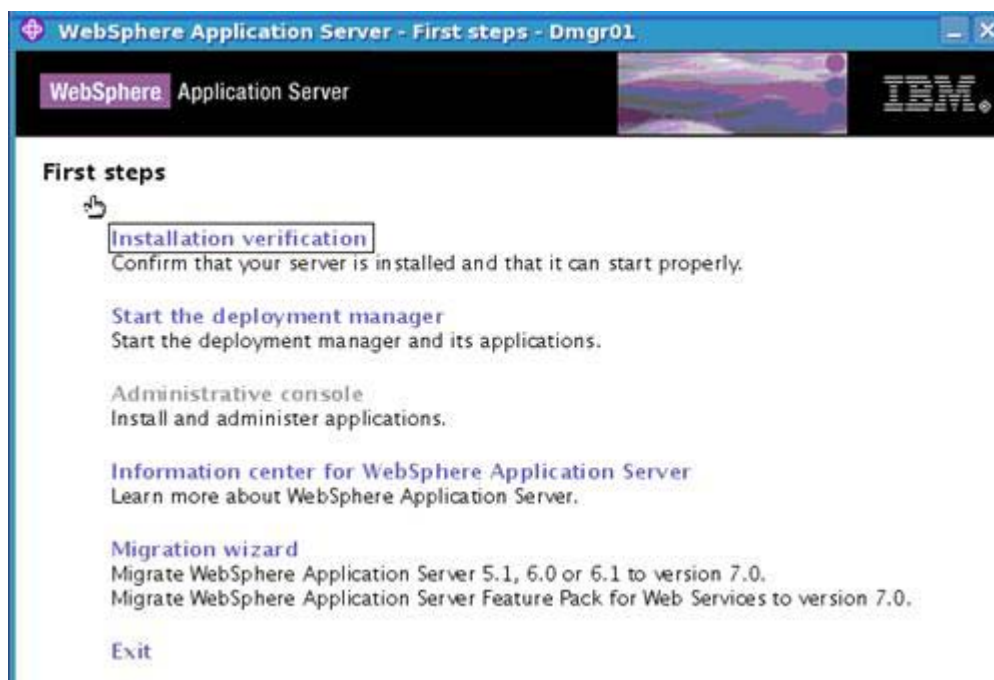 WebSphere Application Server - First steps - Dmgr01
WebSphere Application Server
IBM®
First steps
Installation verification
Confirm that your server is installed and that it can start properly.
Start the deployment manager
Start the deployment manager and its applications.
Administrative console
Install and administer applications.
Information center for WebSphere Application Server
Learn more about WebSphere Application Server.
Migration wizard
Migrate WebSphere Application Server 5.1, 6.0 or 6.1 to version 7.0.
Migrate WebSphere Application Server Feature Pack for Web Services to version 7.0.
Exit